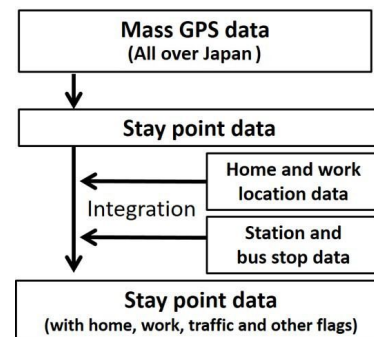 Mass GPS data
(All over Japan)
Stay point data
Home and work
location data
Integration
Station and
bus stop data
Stay point data
(with home, work, traffic and other flags)